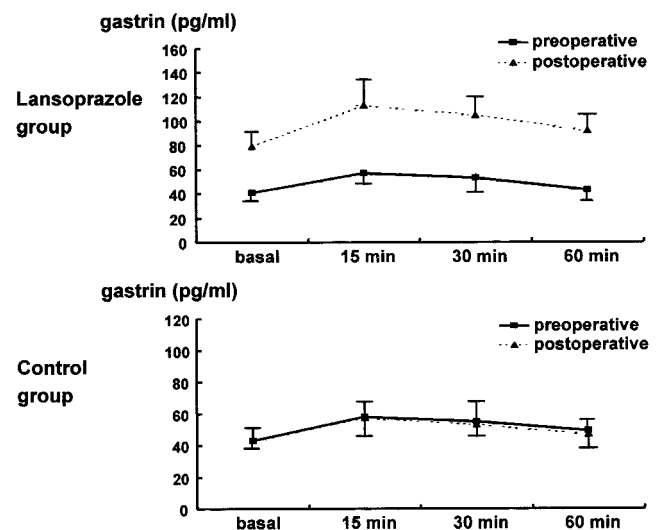 gastrin (pg/ml)
160
140
120
100
80
60
40
20
0
preoperative
postoperative
Lansoprazole
group
basal 15 min 30 min 60 min
gastrin (pg/ml)
120
100
80
60
40
20
0
preoperative
postoperative
Control
group
basal 15 min 30 min 60 min